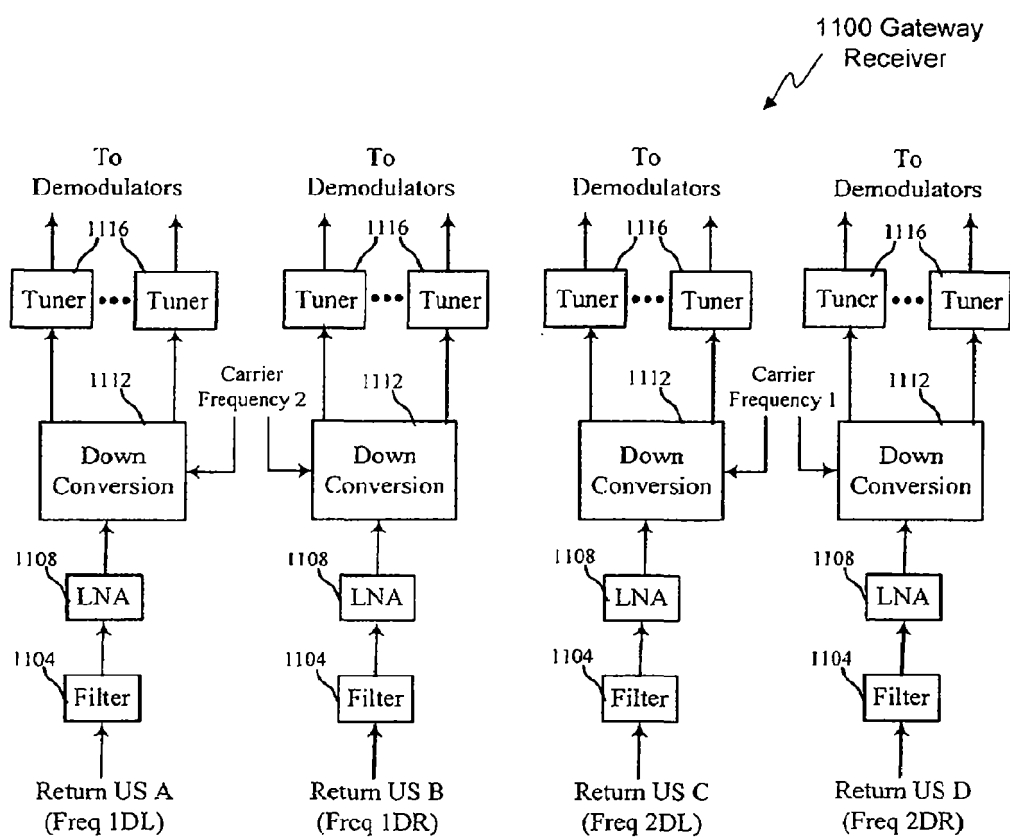 1100 Gateway
Receiver
To
Demodulators
To
Demodulators
To
Demodulators
To
Demodulators
1116
1116
1116
1116
Tuner ••• Tuner
Tuner ••• Tuner
Tuner ••• Tuner
Tuner ••• Tuner
1112
Carrier
Frequency 2
1112
1112
Carrier
Frequency 1
1112
Down
Conversion
Down
Conversion
Down
Conversion
Down
Conversion
1108
LNA
1108
LNA
1108
LNA
1108
LNA
1104
Filter
1104
Filter
1104
Filter
1104
Filter
Return US A
(Freq 1DL)
Return US B
(Freq 1DR)
Return US C
(Freq 2DL)
Return US D
(Freq 2DR)